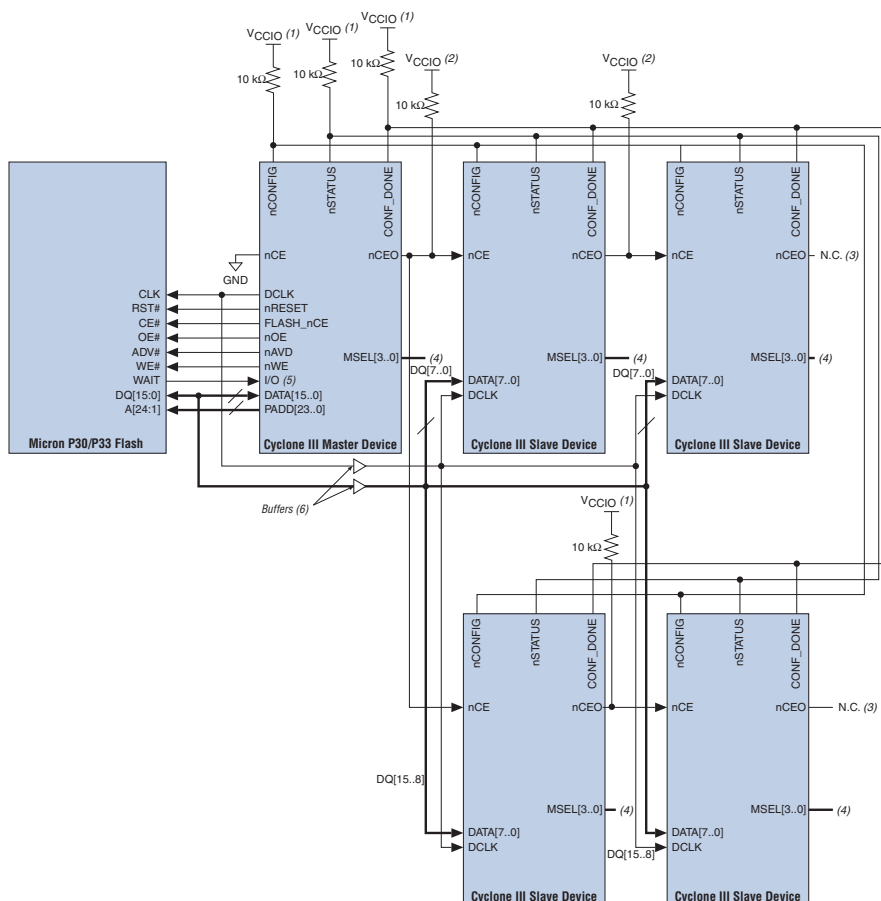 VCCIO (1)
VCCIO (1)
VCCIO (1)
VCCIO (2)
VCCIO (2)
10 kΩ
10 kΩ
10 kΩ
10 kΩ
10 kΩ
nCONFIG
nSTATUS
CONF_DONE
nCONFIG
nSTATUS
CONF_DONE
nCONFIG
nSTATUS
CONF_DONE
nCE
nCEO
nCE
nCEO
nCE
nCEO
N.C. (3)
GND
CLK
DCLK
RST#
nRESET
CE#
FLASH_nCE
OE#
nOE
ADV#
nAVD
WE#
nWE
WAIT
I/O (5)
DQ[15:0]
DATA[15..0]
A[24:1]
PADD[23..0]
MSEL[3..0]
(4)
MSEL[3..0]
(4)
MSEL[3..0]
(4)
DQ[7..0]
DATA[7..0]
DCLK
DQ[7..0]
DATA[7..0]
DCLK
Micron P30/P33 Flash
Cyclone III Master Device
Cyclone III Slave Device
Cyclone III Slave Device
Buffers (6)
VCCIO (1)
10 kΩ
nCONFIG
nSTATUS
CONF_DONE
nCONFIG
nSTATUS
CONF_DONE
nCE
nCEO
nCE
nCEO
N.C. (3)
DQ[15..8]
MSEL[3..0]
(4)
MSEL[3..0]
(4)
DATA[7..0]
DCLK
DQ[15..8]
DATA[7..0]
DCLK
Cyclone III Slave Device
Cyclone III Slave Device